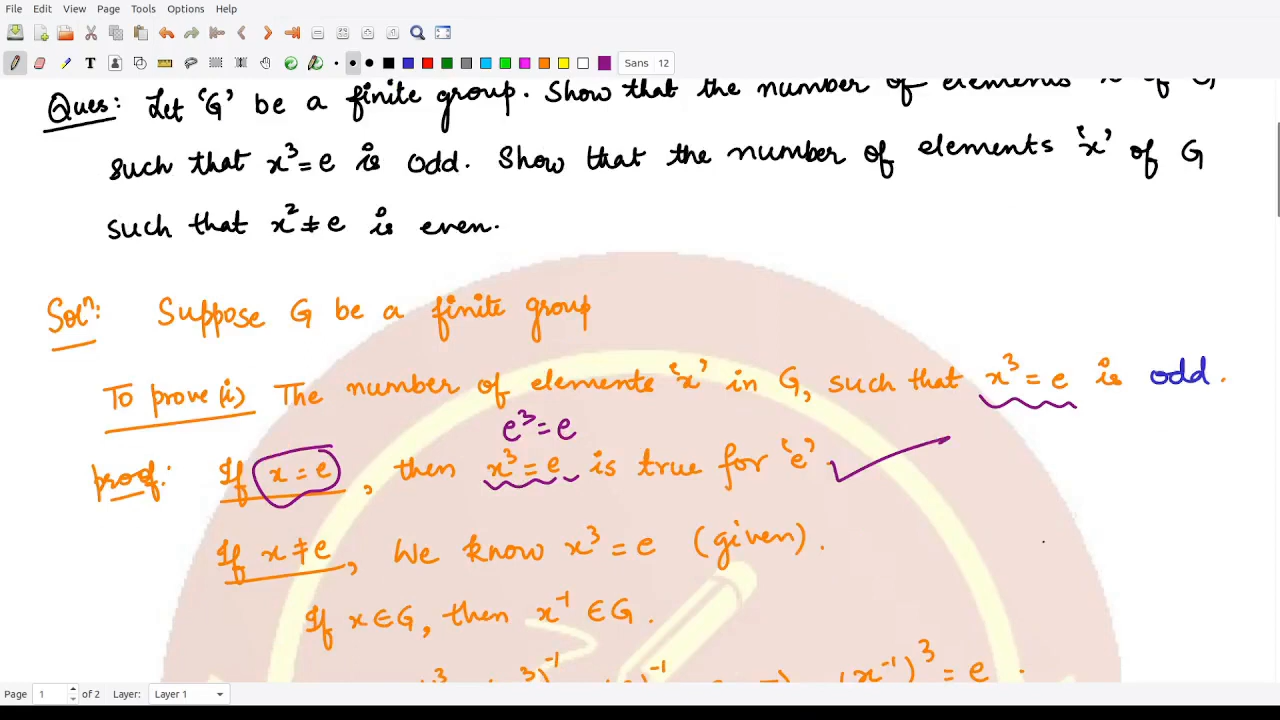 File Edit View Page Tools Options Help
Sans 12
Ques: Let 'G' be a finite group. Show that the number of elements 'x' of G,
such that x³ = e is odd. Show that the number of elements 'x' of G
such that x² ≠ e is even.
Solⁿ: Suppose G be a finite group
To prove (i) The number of elements 'x' in G, such that x³ = e is odd.
e³ = e
proof: If x = e, then x³ = e is true for 'e'.
If x ≠ e, We know x³ = e (given).
If x ∈ G, then x⁻¹ ∈ G.
(x⁻¹)³ = e.
Page 1 of 2 Layer: Layer 1